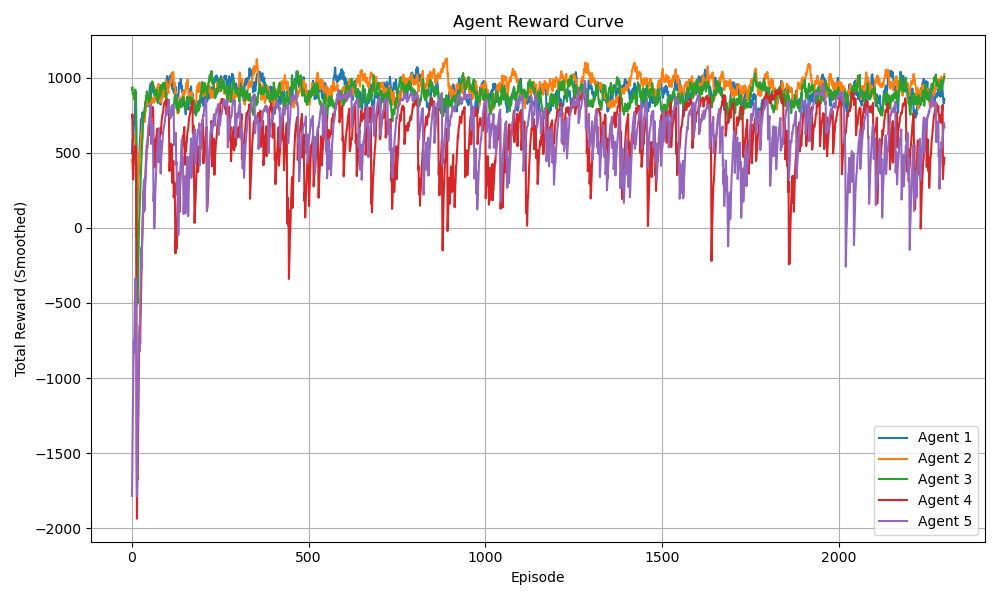 Agent Reward Curve
Total Reward (Smoothed)
1000
500
0
−500
−1000
−1500
−2000
0
500
1000
1500
2000
Episode
Agent 1
Agent 2
Agent 3
Agent 4
Agent 5